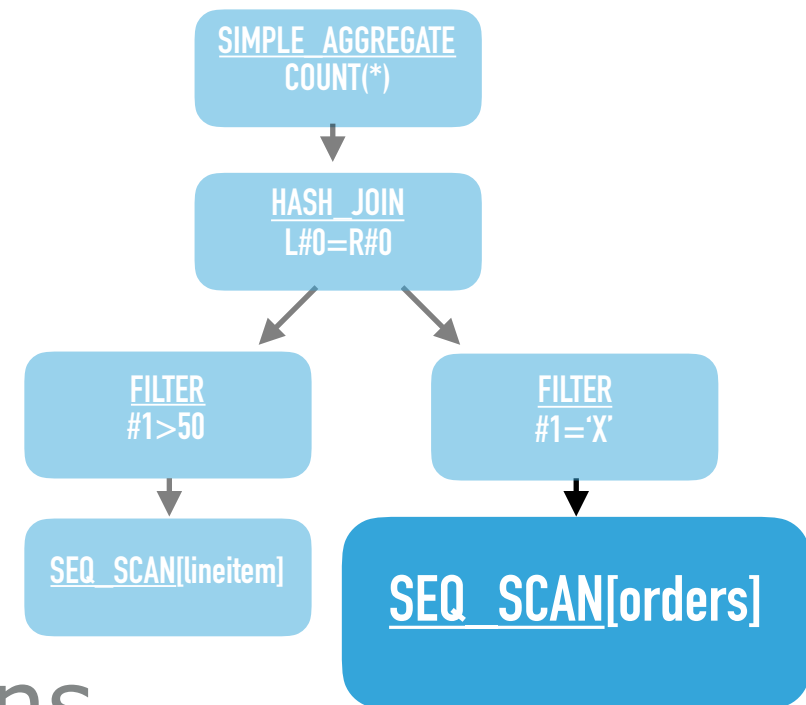 SIMPLE_AGGREGATE
COUNT(*)
HASH_JOIN
L#0=R#0
FILTER
#1>50
FILTER
#1=‘X’
SEQ_SCAN[lineitem]
SEQ_SCAN[orders]